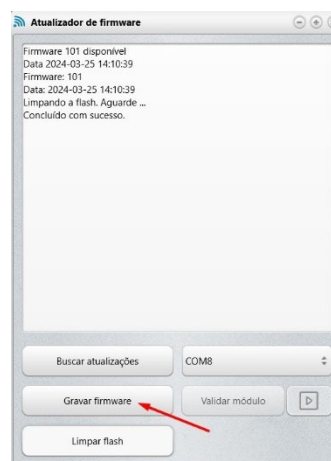 Atualizador de firmware
Firmware 101 disponível
Data 2024-03-25 14:10:39
Firmware: 101
Data: 2024-03-25 14:10:39
Limpando a flash. Aguarde ...
Concluído com sucesso.
Buscar atualizações
COM8
Gravar firmware
Validar módulo
Limpar flash